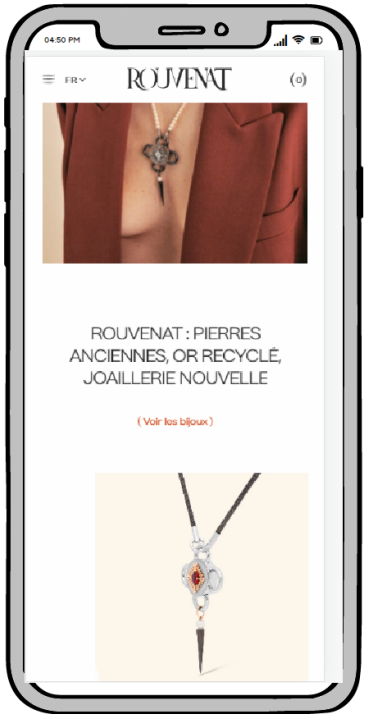 04:50 PM
FR
ROUVENAT
(0)
ROUVENAT : PIERRES
ANCIENNES, OR RECYCLÉ,
JOAILLERIE NOUVELLE
( Voir les bijoux )